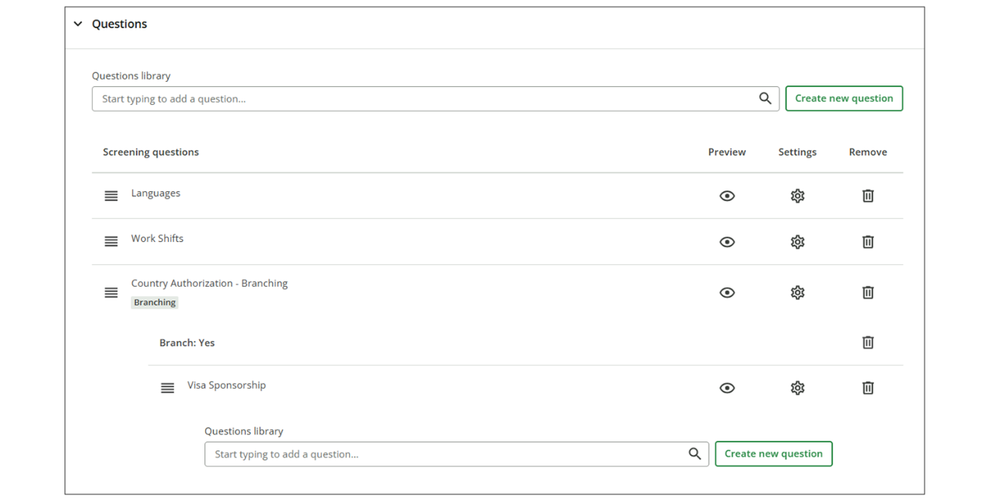 Questions
Questions library
Start typing to add a question...
Create new question
Screening questions Preview Settings Remove
Languages
Work Shifts
Country Authorization - Branching
Branching
Branch: Yes
Visa Sponsorship
Questions library
Start typing to add a question...
Create new question